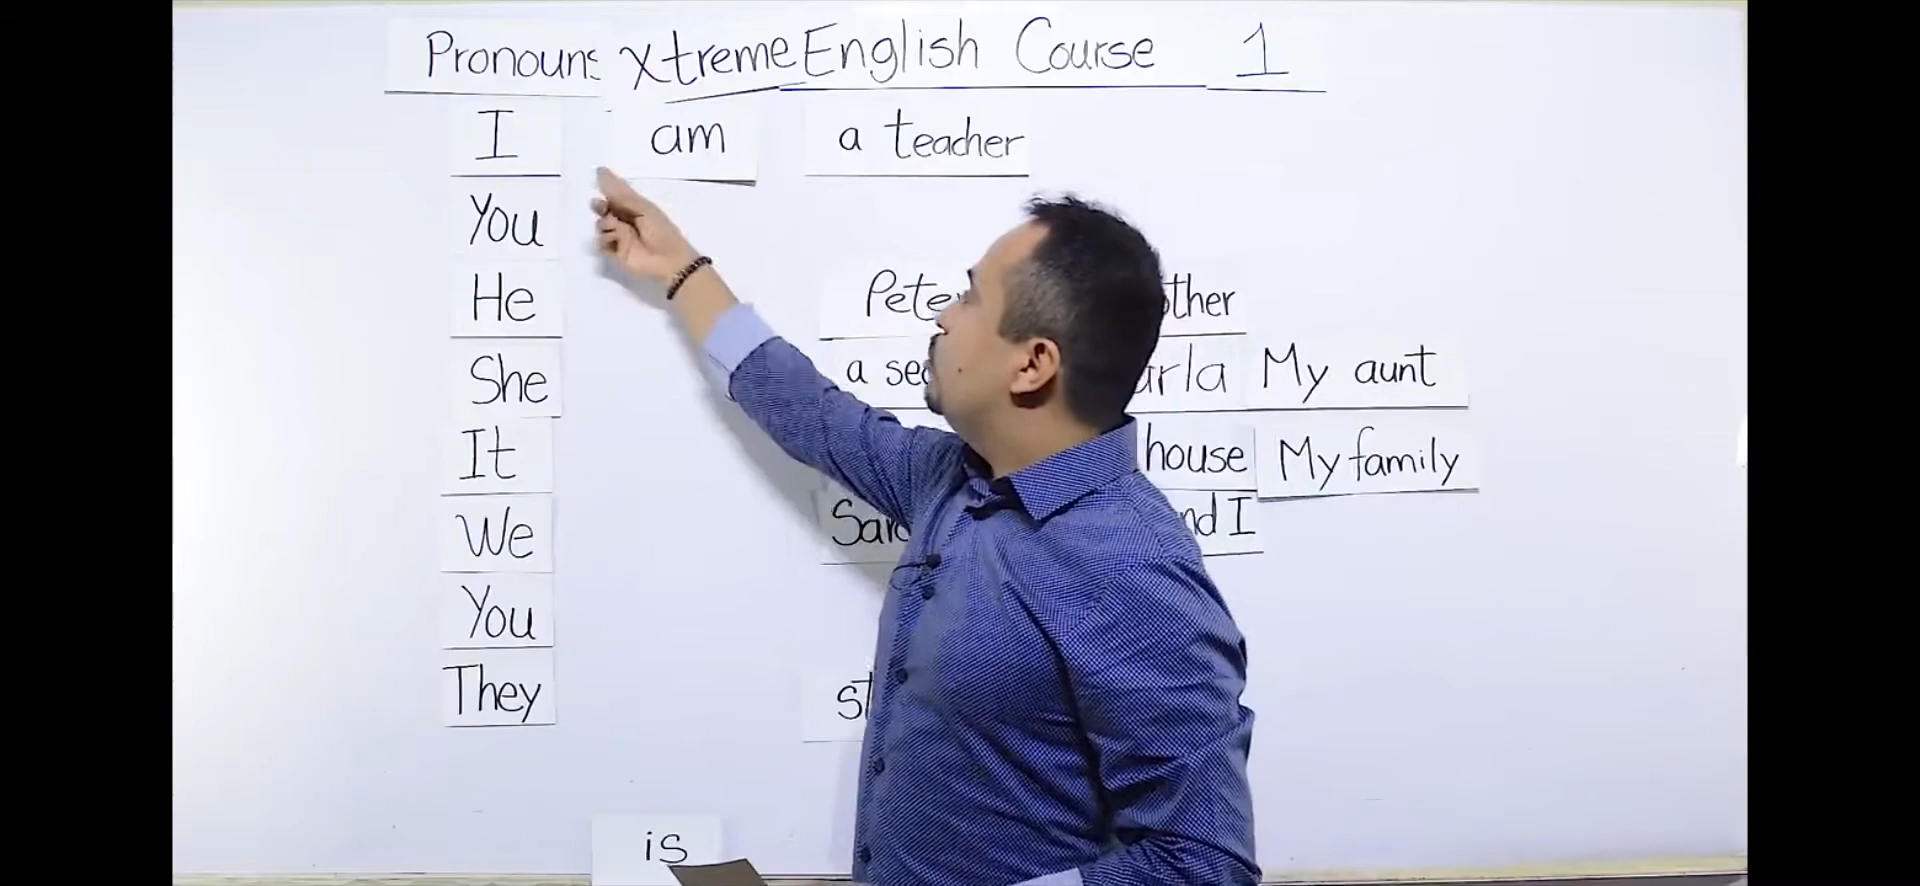 Pronouns Xtreme English Course 1
I am a teacher
You
He
She a My aunt
It house My family
We I
You
They
is